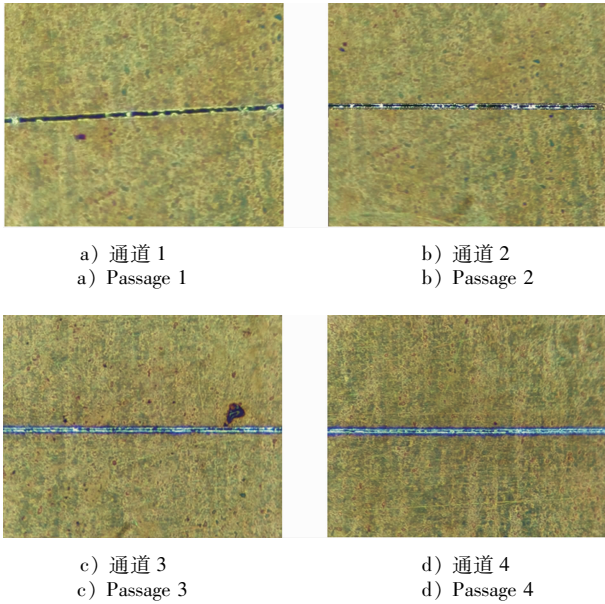 a）通道 1
a）Passage 1
b）通道 2
b）Passage 2
c）通道 3
c）Passage 3
d）通道 4
d）Passage 4